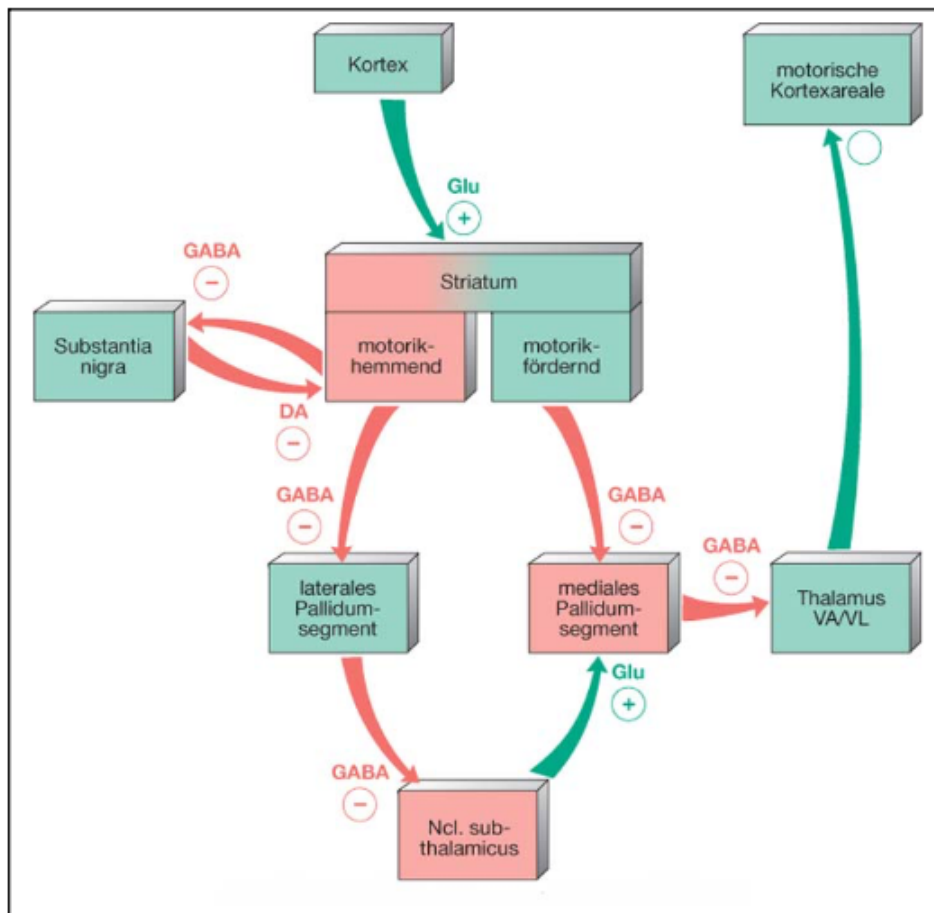 Kortex
motorische
Kortexareale
Glu
+
GABA
−
Striatum
Substantia
nigra
motorik-
hemmend
motorik-
fördernd
DA
−
GABA
−
GABA
−
GABA
−
laterales
Pallidum-
segment
mediales
Pallidum-
segment
Thalamus
VA/VL
Glu
+
GABA
−
Ncl. sub-
thalamicus